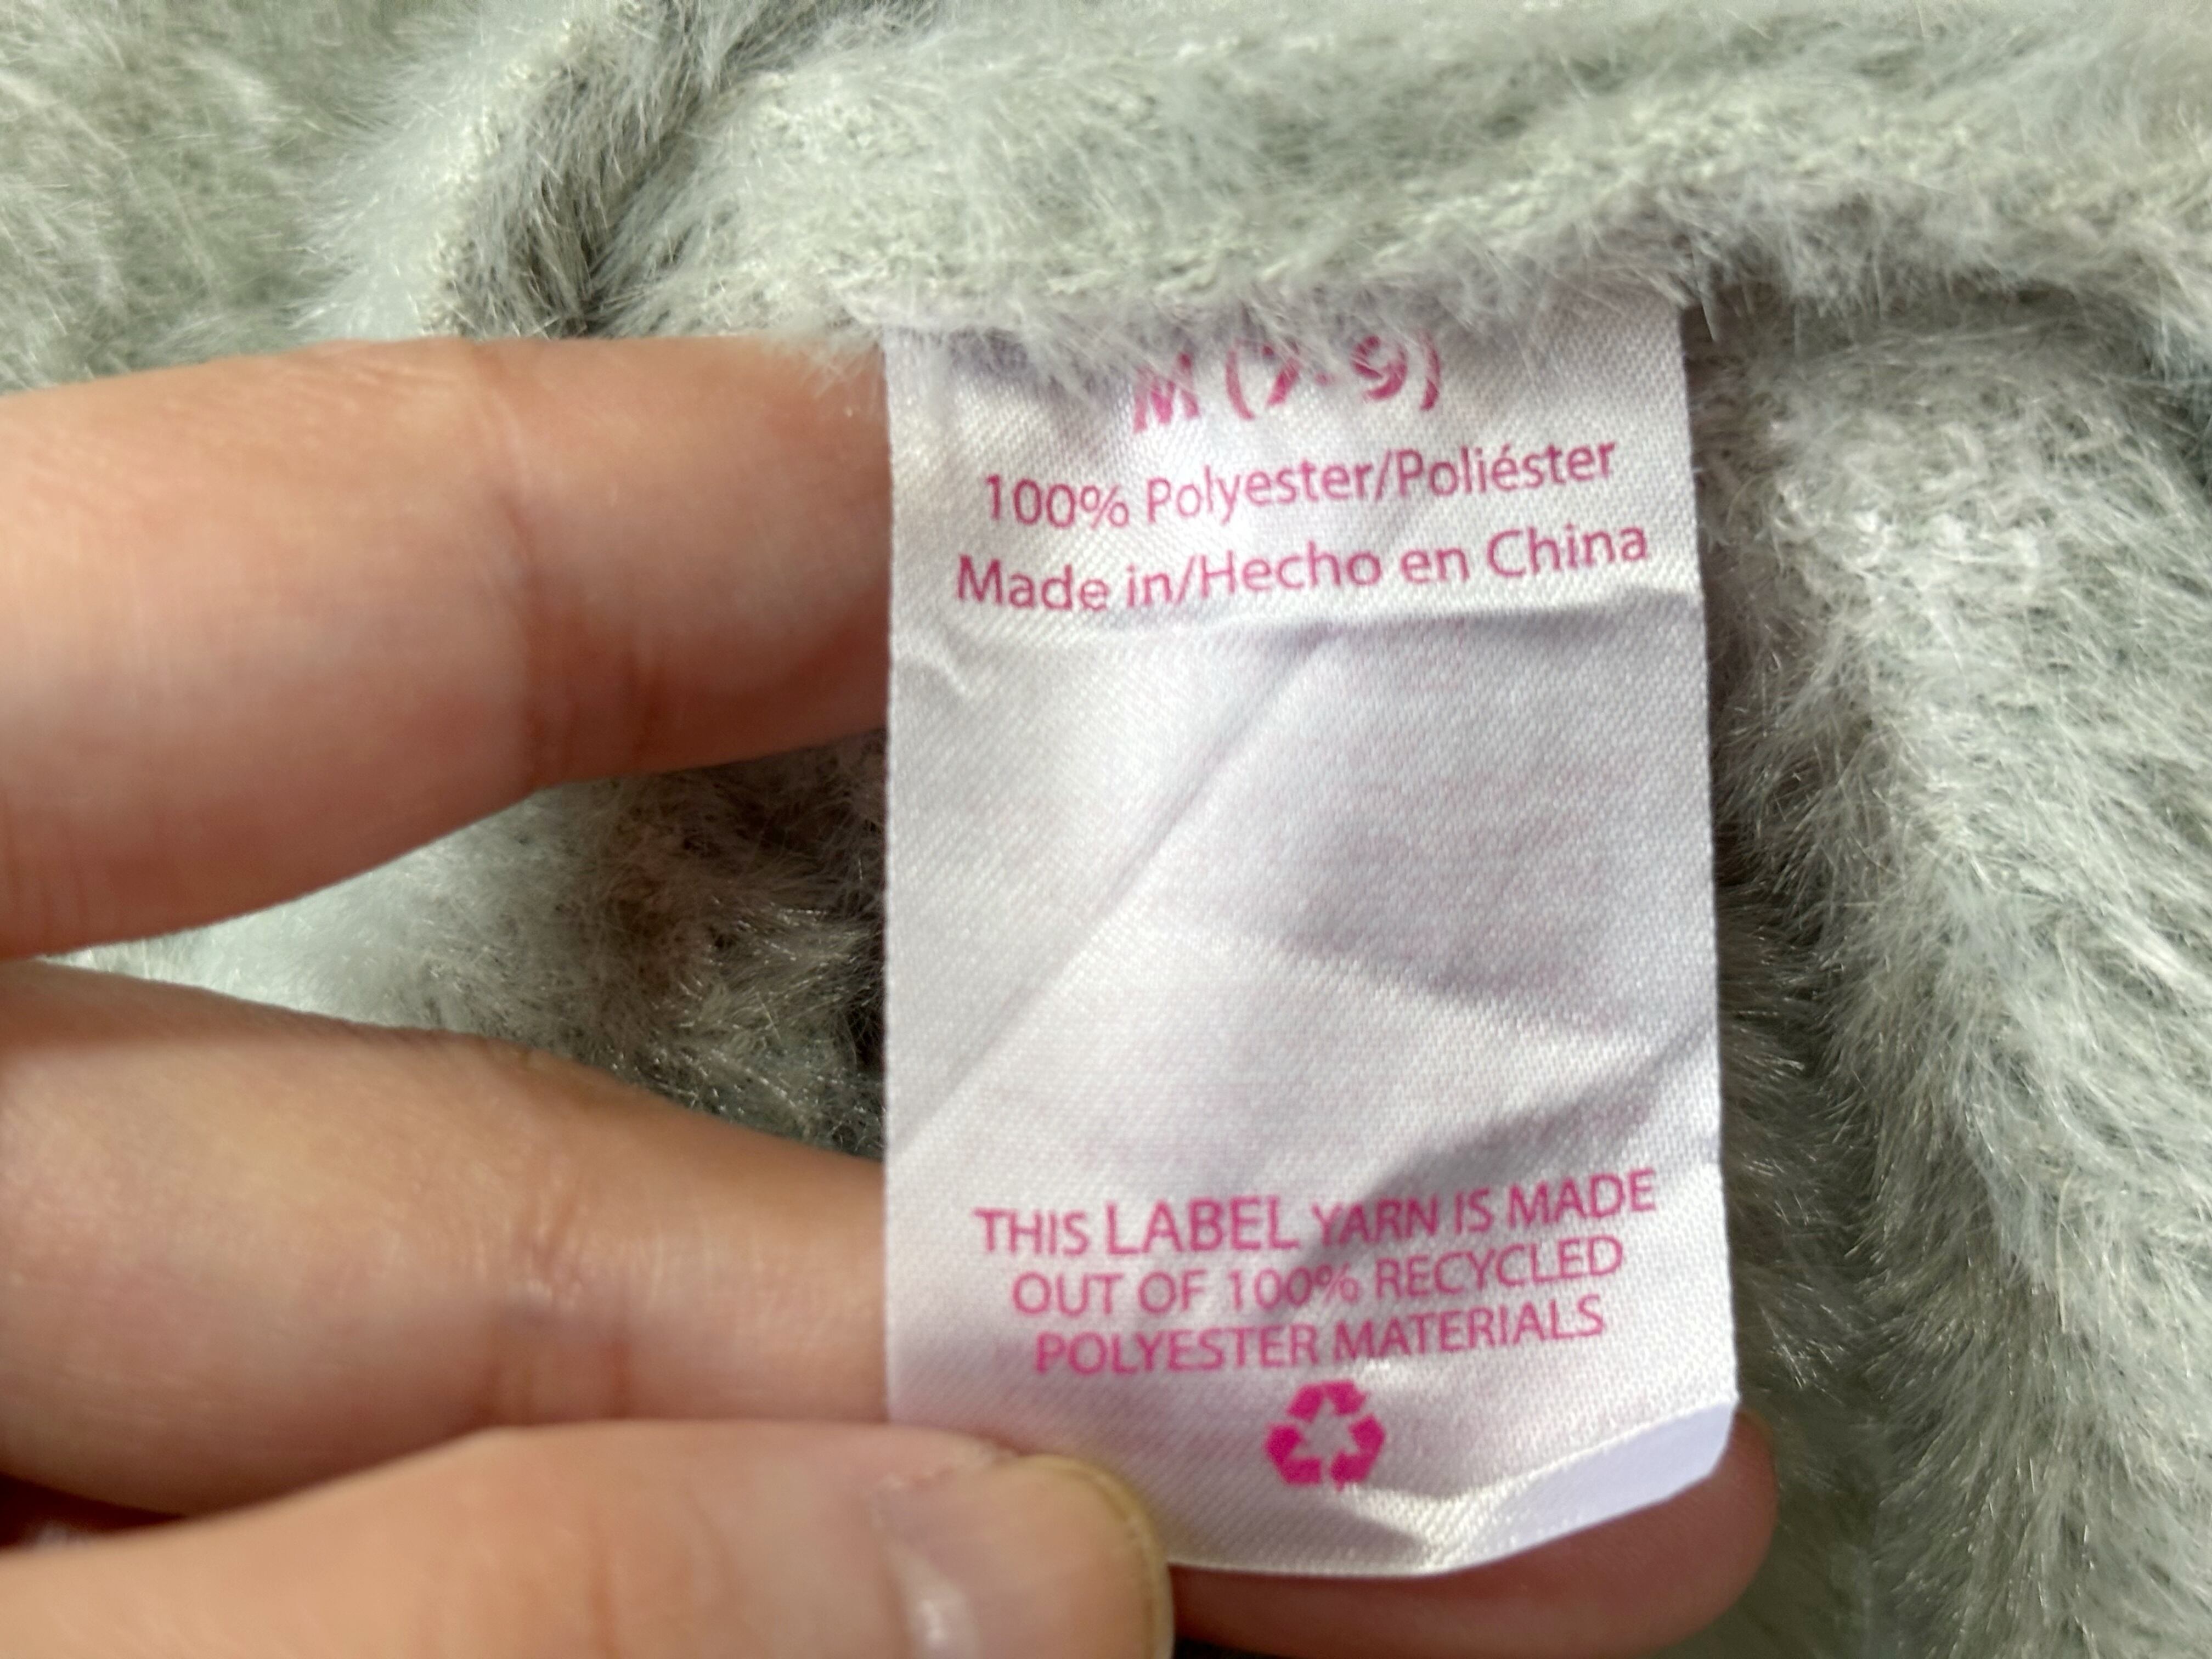 M (7-9)
100% Polyester/Poliéster
Made in/Hecho en China
THIS LABEL YARN IS MADE
OUT OF 100% RECYCLED
POLYESTER MATERIALS